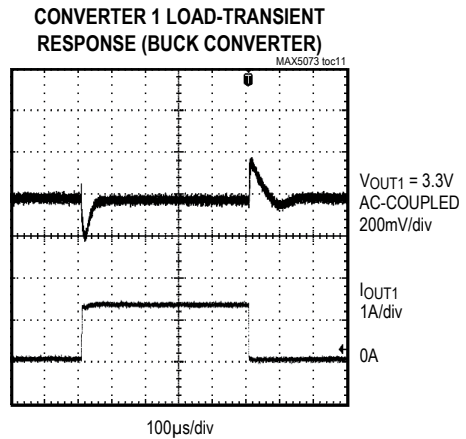 CONVERTER 1 LOAD-TRANSIENT
RESPONSE (BUCK CONVERTER)
MAX5073 toc11
T
VOUT1 = 3.3V
AC-COUPLED
200mV/div
IOUT1
1A/div
0A
100µs/div